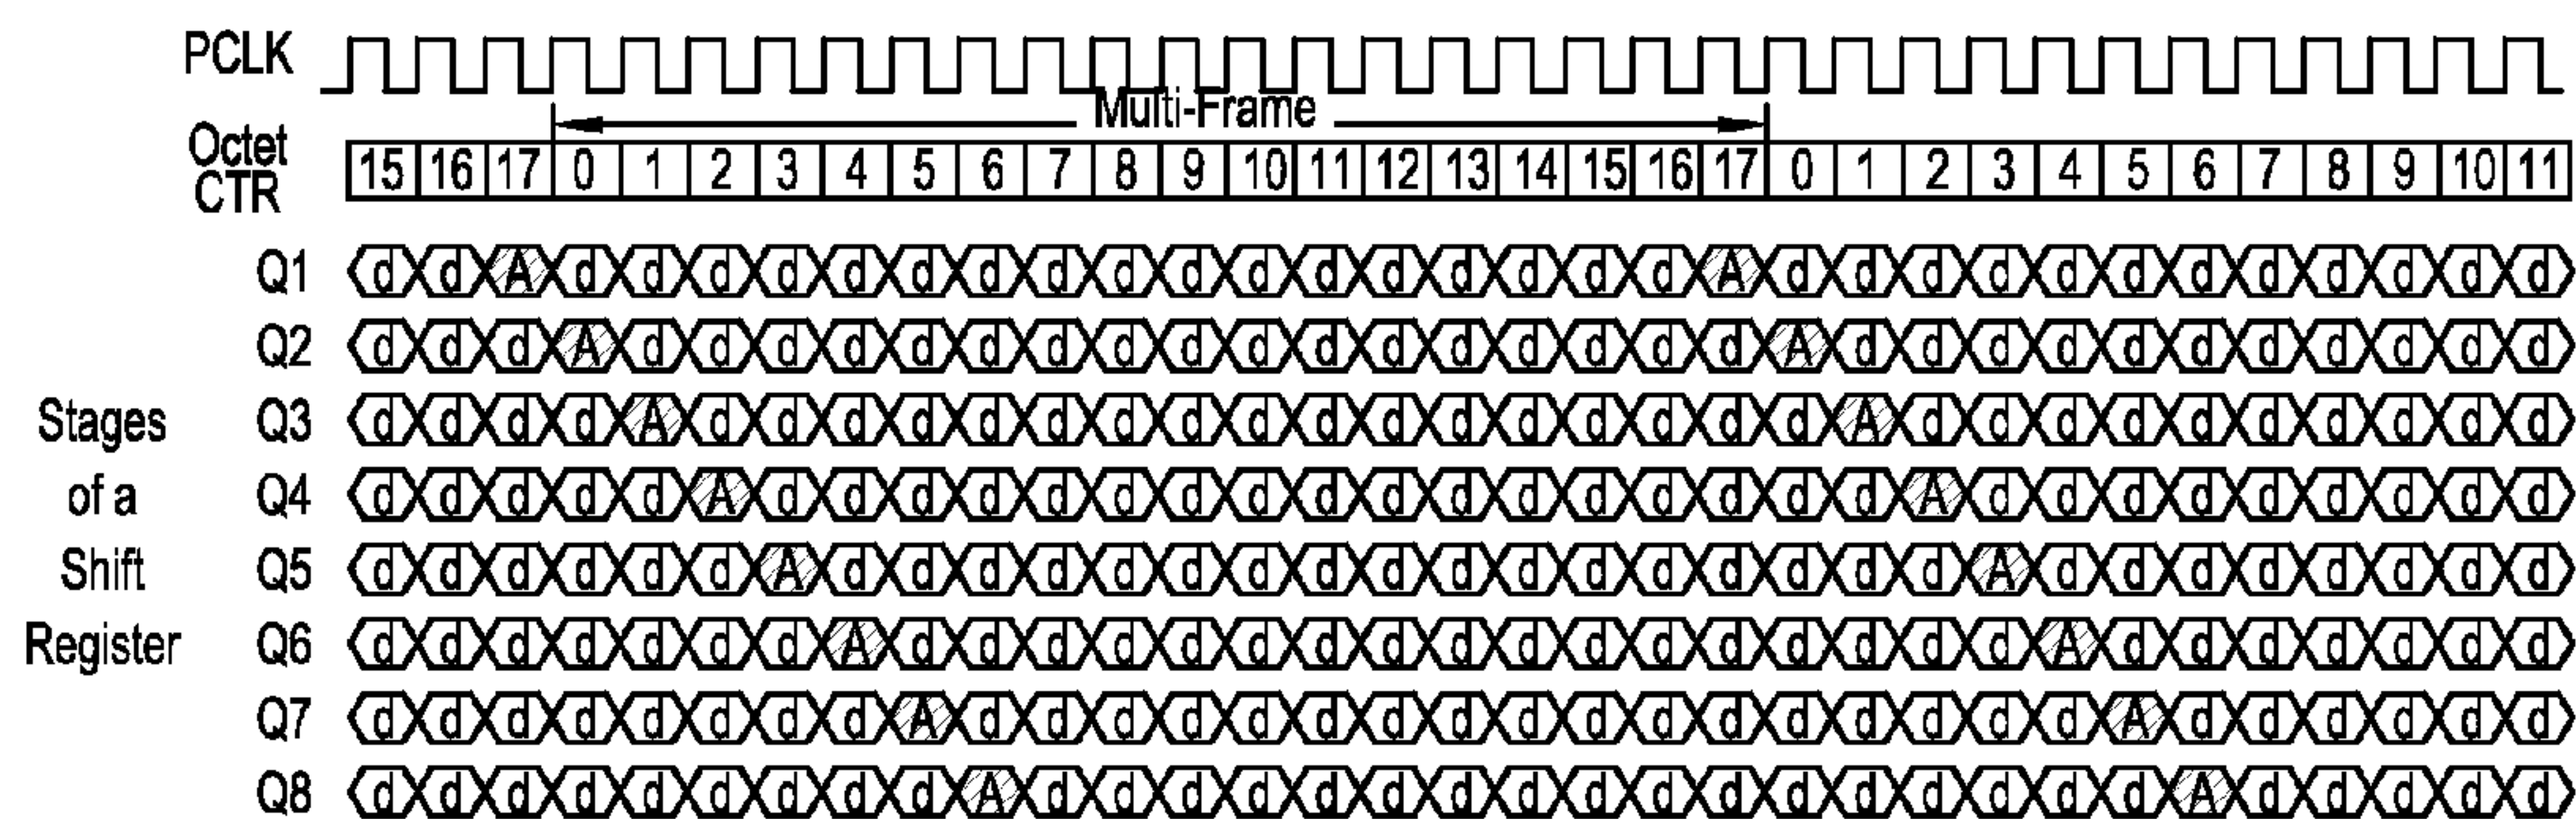 PCLK
Multi-Frame
Octet
CTR
15 16 17 0 1 2 3 4 5 6 7 8 9 10 11 12 13 14 15 16 17 0 1 2 3 4 5 6 7 8 9 10 11
Q1 d d A d d d d d d d d d d d d d d d d d A d d d d d d d d d d d d
Q2 d d d A d d d d d d d d d d d d d d d d d A d d d d d d d d d d d
Stages
Q3 d d d d A d d d d d d d d d d d d d d d d d A d d d d d d d d d d
of a
Q4 d d d d d A d d d d d d d d d d d d d d d d d A d d d d d d d d d
Shift
Q5 d d d d d d A d d d d d d d d d d d d d d d d d A d d d d d d d d
Register
Q6 d d d d d d d A d d d d d d d d d d d d d d d d d A d d d d d d d
Q7 d d d d d d d d A d d d d d d d d d d d d d d d d d A d d d d d d
Q8 d d d d d d d d d A d d d d d d d d d d d d d d d d d A d d d d d